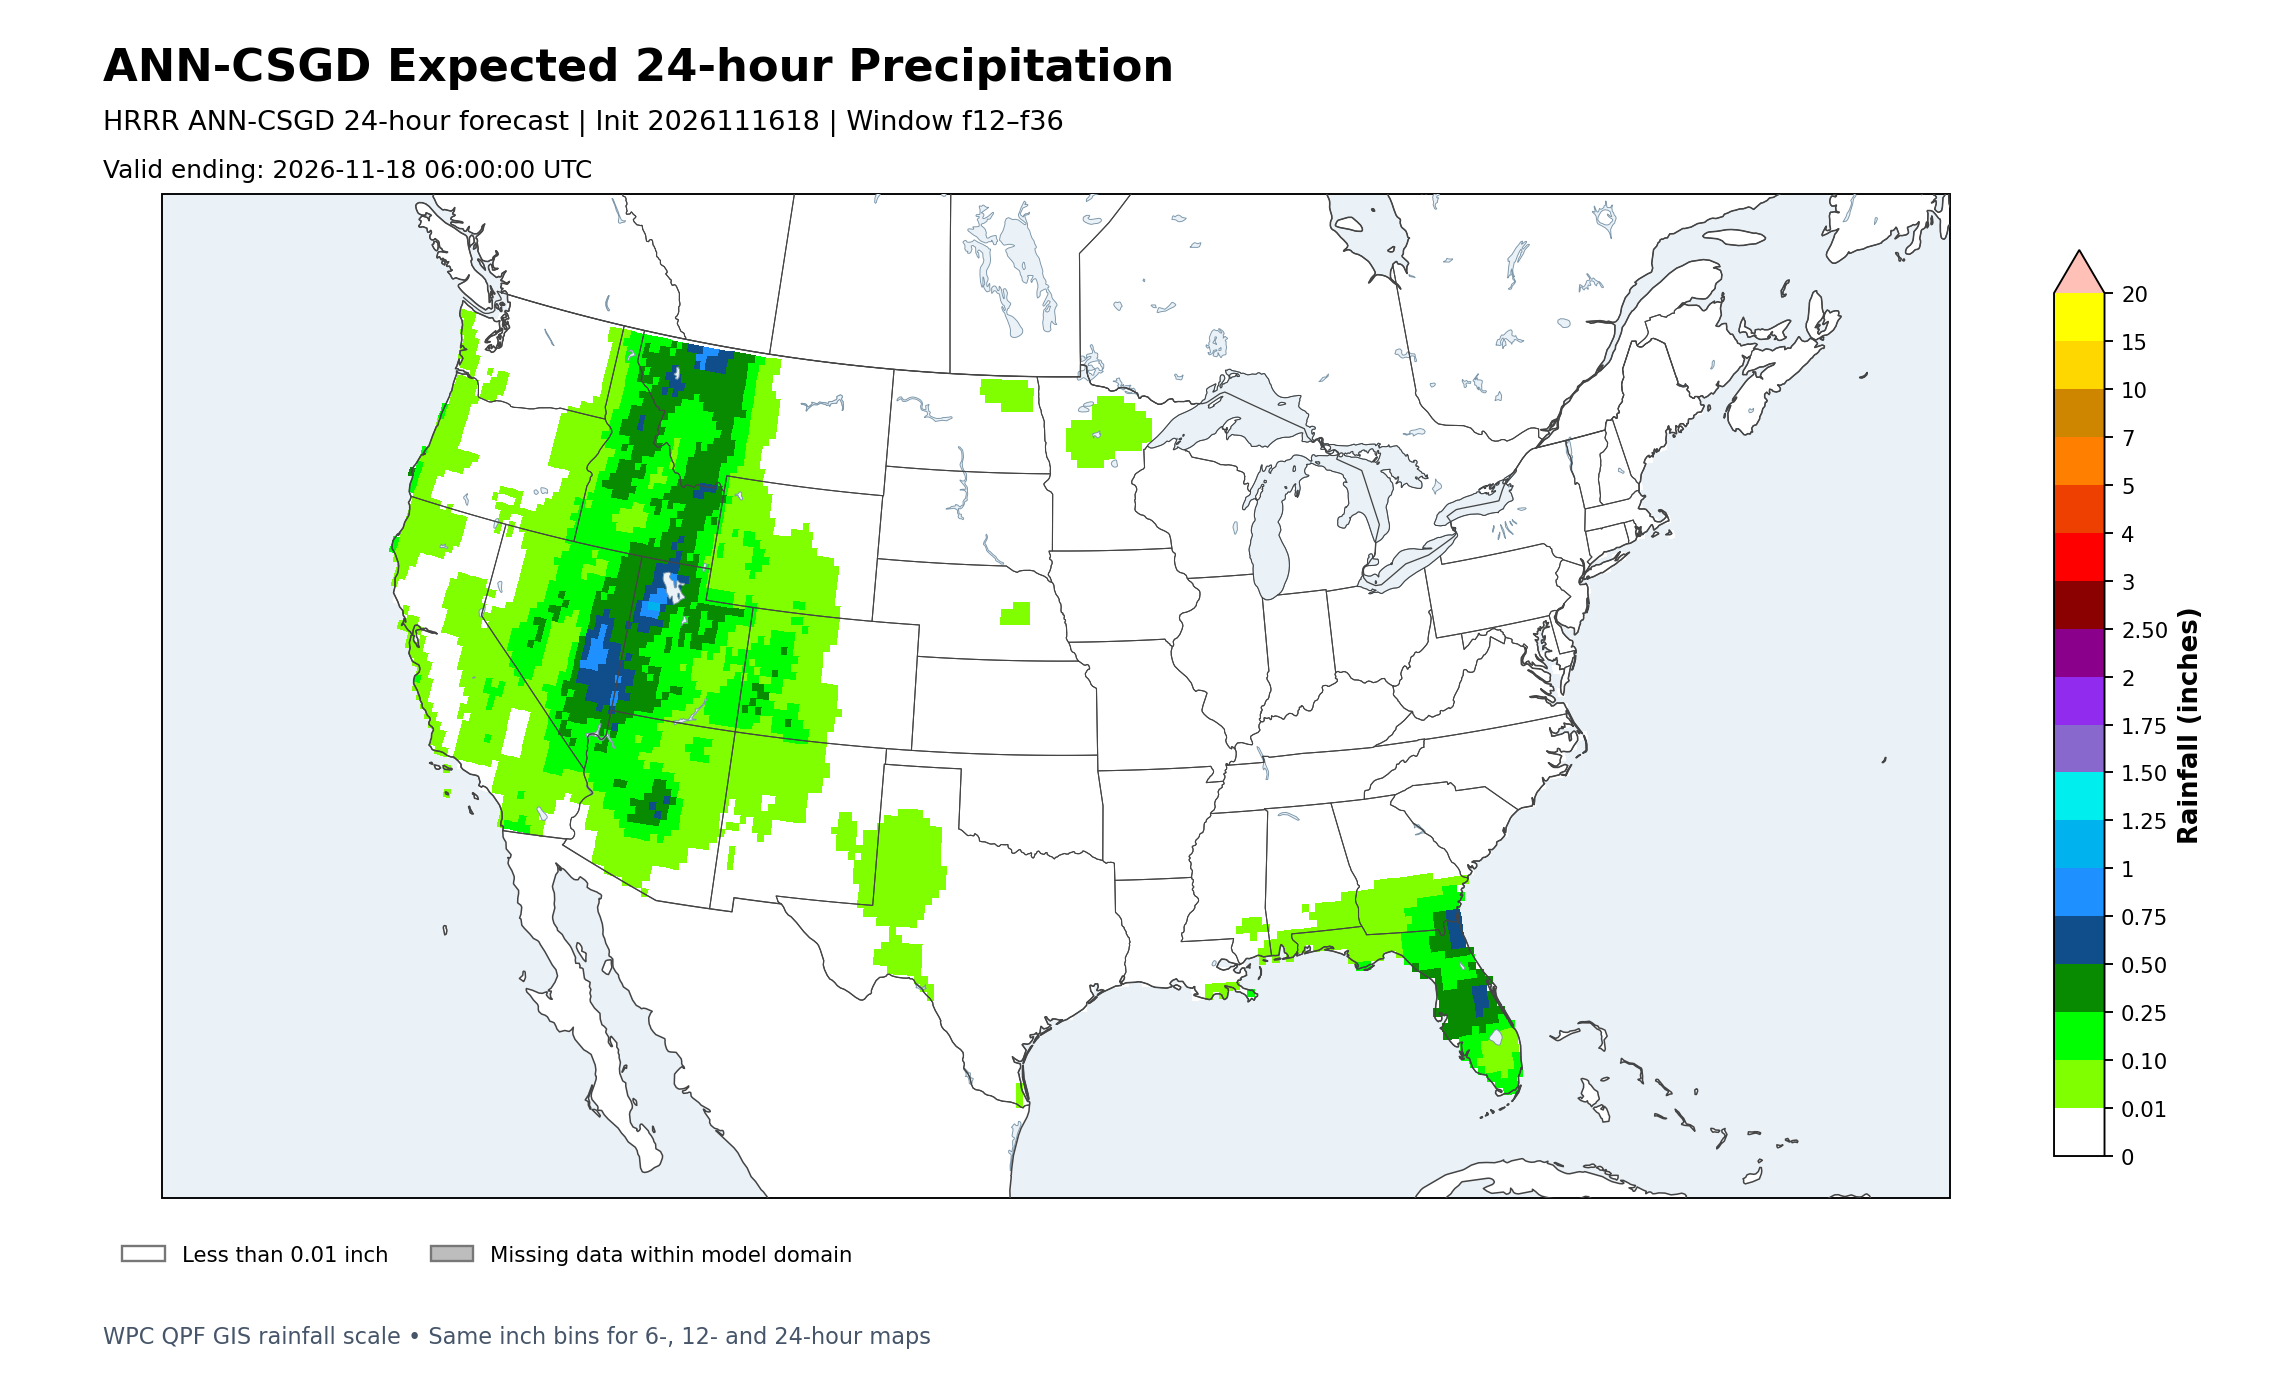 ANN-CSGD Expected 24-hour Precipitation
HRRR ANN-CSGD 24-hour forecast | Init 2026111618 | Window f12–f36
Valid ending: 2026-11-18 06:00:00 UTC
20
15
10
7
5
4
3
2.50
2
1.75
1.50
1.25
1
0.75
0.50
0.25
0.10
0.01
0
Rainfall (inches)
Less than 0.01 inch
Missing data within model domain
WPC QPF GIS rainfall scale • Same inch bins for 6-, 12- and 24-hour maps